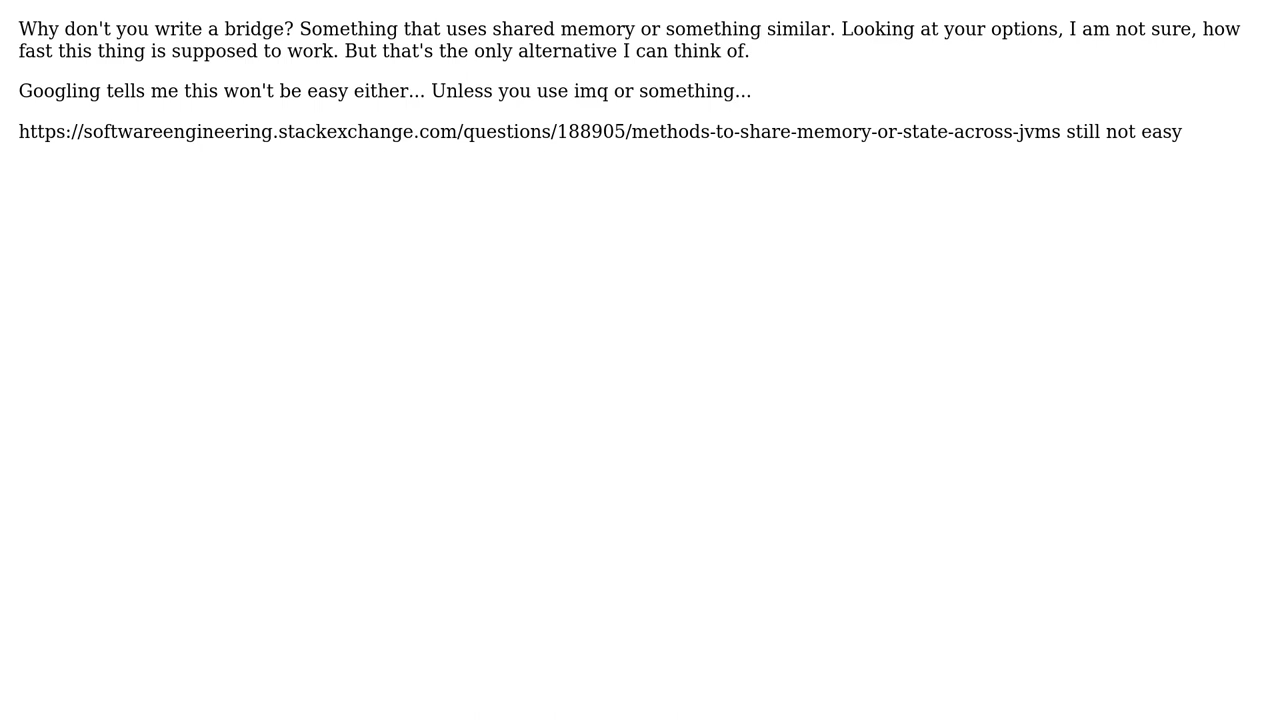 Why don't you write a bridge? Something that uses shared memory or something similar. Looking at your options, I am not sure, how
fast this thing is supposed to work. But that's the only alternative I can think of.
Googling tells me this won't be easy either... Unless you use imq or something...
https://softwareengineering.stackexchange.com/questions/188905/methods-to-share-memory-or-state-across-jvms still not easy